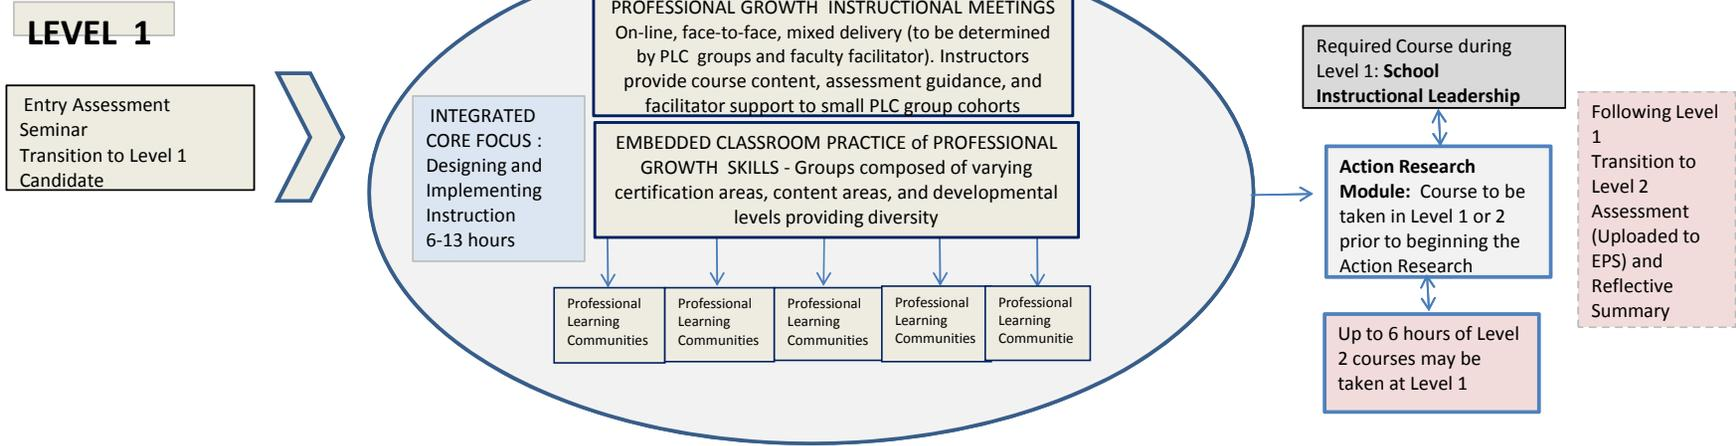 LEVEL 1
Entry Assessment
Seminar
Transition to Level 1
Candidate
INTEGRATED
CORE FOCUS :
Designing and
Implementing
Instruction
6-13 hours
PROFESSIONAL GROWTH INSTRUCTIONAL MEETINGS
On-line, face-to-face, mixed delivery (to be determined
by PLC groups and faculty facilitator). Instructors
provide course content, assessment guidance, and
facilitator support to small PLC group cohorts
EMBEDDED CLASSROOM PRACTICE of PROFESSIONAL
GROWTH SKILLS - Groups composed of varying
certification areas, content areas, and developmental
levels providing diversity
Professional
Learning
Communities
Professional
Learning
Communities
Professional
Learning
Communities
Professional
Learning
Communities
Professional
Learning
Communitie
Required Course during
Level 1: School
Instructional Leadership
Action Research
Module: Course to be
taken in Level 1 or 2
prior to beginning the
Action Research
Up to 6 hours of Level
2 courses may be
taken at Level 1
Following Level
1
Transition to
Level 2
Assessment
(Uploaded to
EPS) and
Reflective
Summary